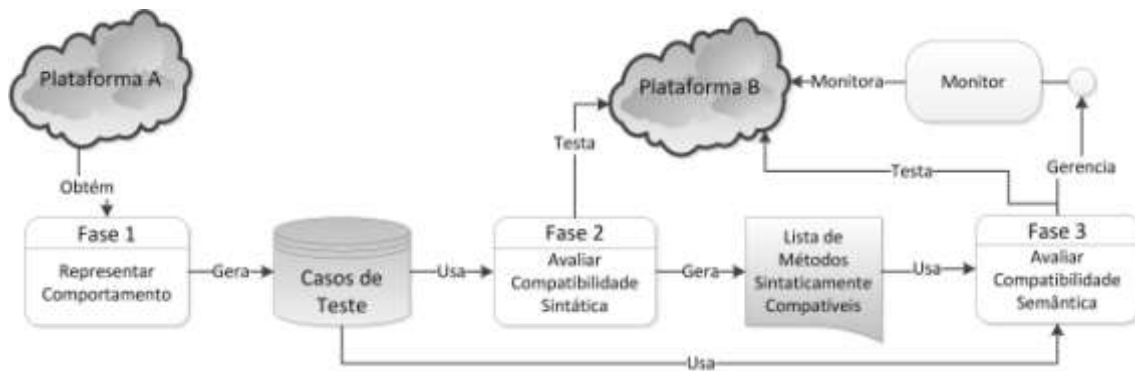 Plataforma A
Plataforma B
Monitora
Monitor
Testa
Testa
Gerencia
Obtém
Fase 1
Representar
Comportamento
Gera
Casos de
Teste
Usa
Fase 2
Avaliar
Compatibilidade
Sintática
Gera
Lista de
Métodos
Sintaticamente
Compatíveis
Usa
Fase 3
Avaliar
Compatibilidade
Semântica
Usa